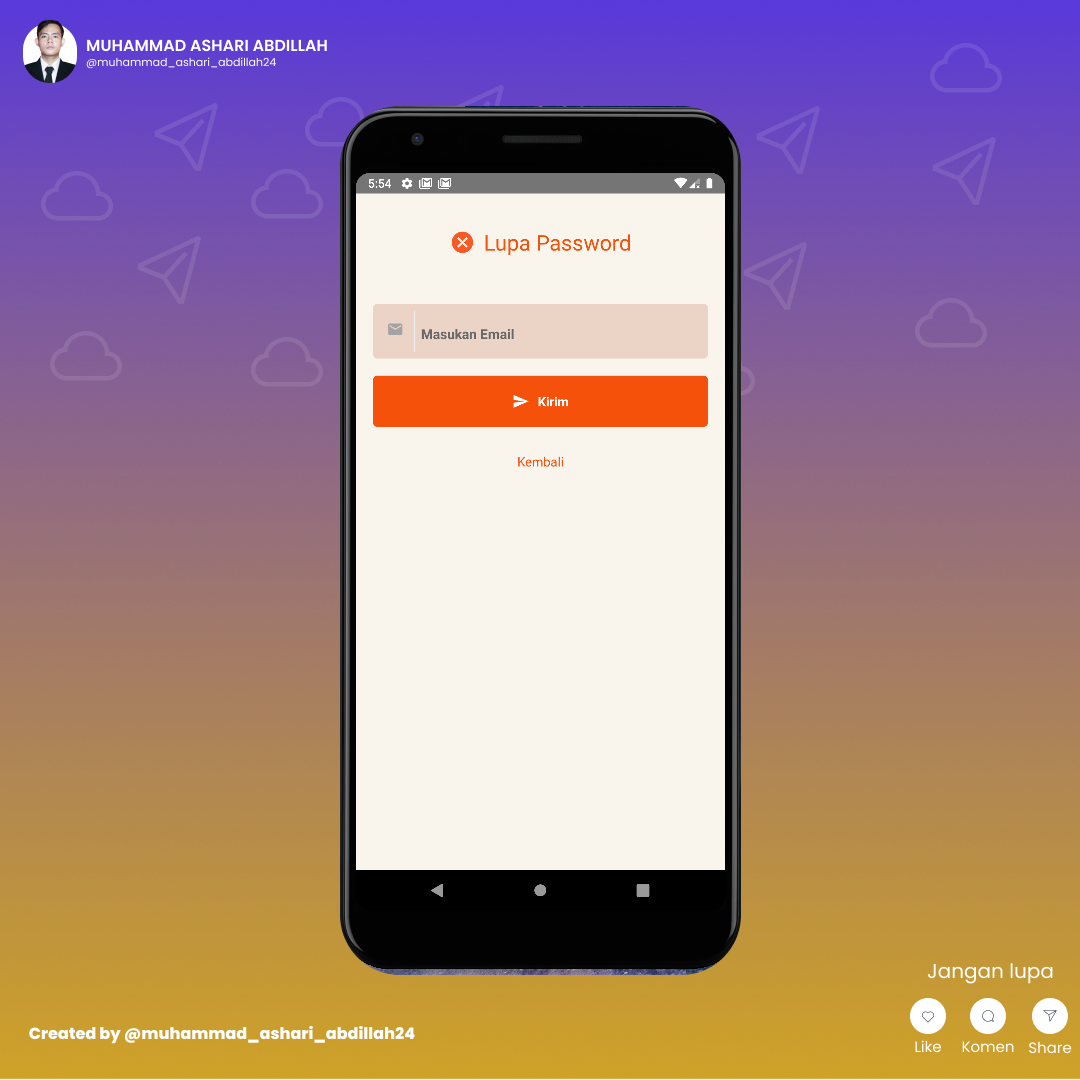 MUHAMMAD ASHARI ABDILLAH
@muhammad_ashari_abdillah24
5:54
Lupa Password
Masukan Email
Kirim
Kembali
Jangan lupa
Like Komen Share
Created by @muhammad_ashari_abdillah24